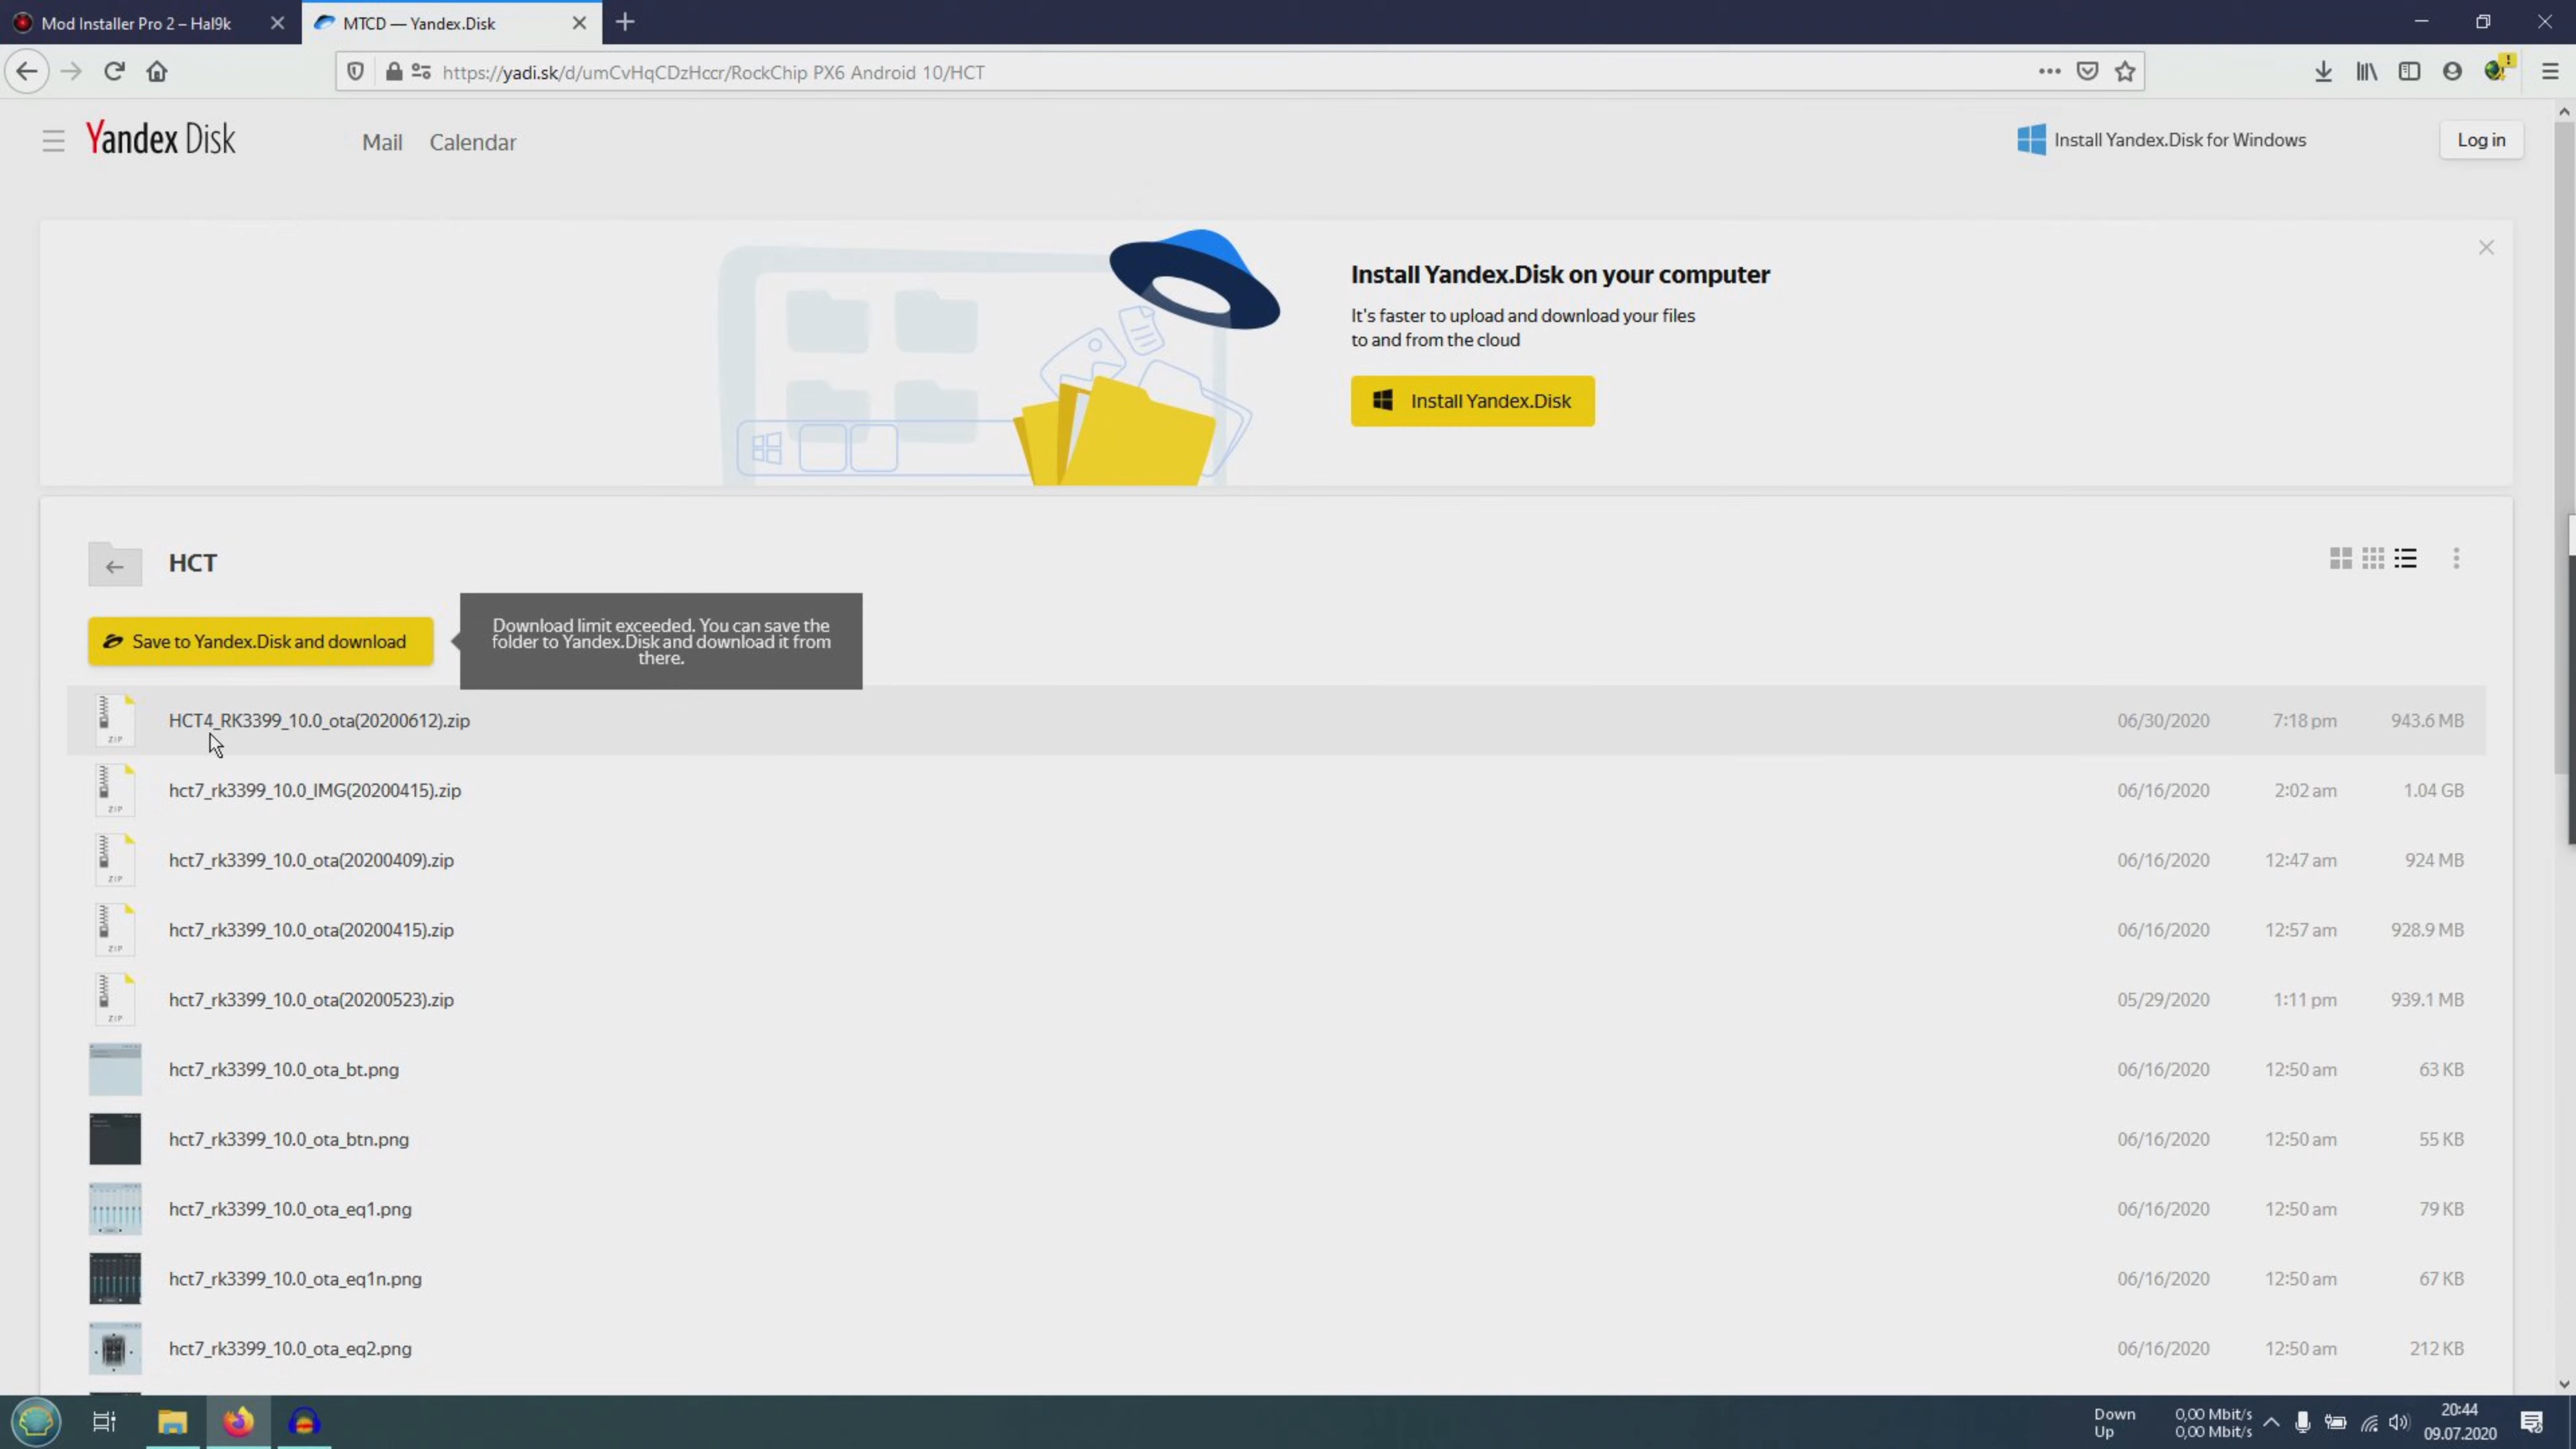 Mod Installer Pro 2 – Hal9k
MTCD — Yandex.Disk
https://yadi.sk/d/umCvHqCDzHccr/RockChip PX6 Android 10/HCT
Yandex Disk
Mail Calendar
Install Yandex.Disk for Windows
Log in
Install Yandex.Disk on your computer
It's faster to upload and download your files
to and from the cloud
Install Yandex.Disk
HCT
Save to Yandex.Disk and download
Download limit exceeded. You can save the
folder to Yandex.Disk and download it from
there.
ZIP HCT4_RK3399_10.0_ota(20200612).zip 06/30/2020 7:18 pm 943.6 MB
ZIP hct7_rk3399_10.0_IMG(20200415).zip 06/16/2020 2:02 am 1.04 GB
ZIP hct7_rk3399_10.0_ota(20200409).zip 06/16/2020 12:47 am 924 MB
ZIP hct7_rk3399_10.0_ota(20200415).zip 06/16/2020 12:57 am 928.9 MB
ZIP hct7_rk3399_10.0_ota(20200523).zip 05/29/2020 1:11 pm 939.1 MB
hct7_rk3399_10.0_ota_bt.png 06/16/2020 12:50 am 63 KB
hct7_rk3399_10.0_ota_btn.png 06/16/2020 12:50 am 55 KB
hct7_rk3399_10.0_ota_eq1.png 06/16/2020 12:50 am 79 KB
hct7_rk3399_10.0_ota_eq1n.png 06/16/2020 12:50 am 67 KB
hct7_rk3399_10.0_ota_eq2.png 06/16/2020 12:50 am 212 KB
Down 0,00 Mbit/s
Up 0,00 Mbit/s
20:44
09.07.2020